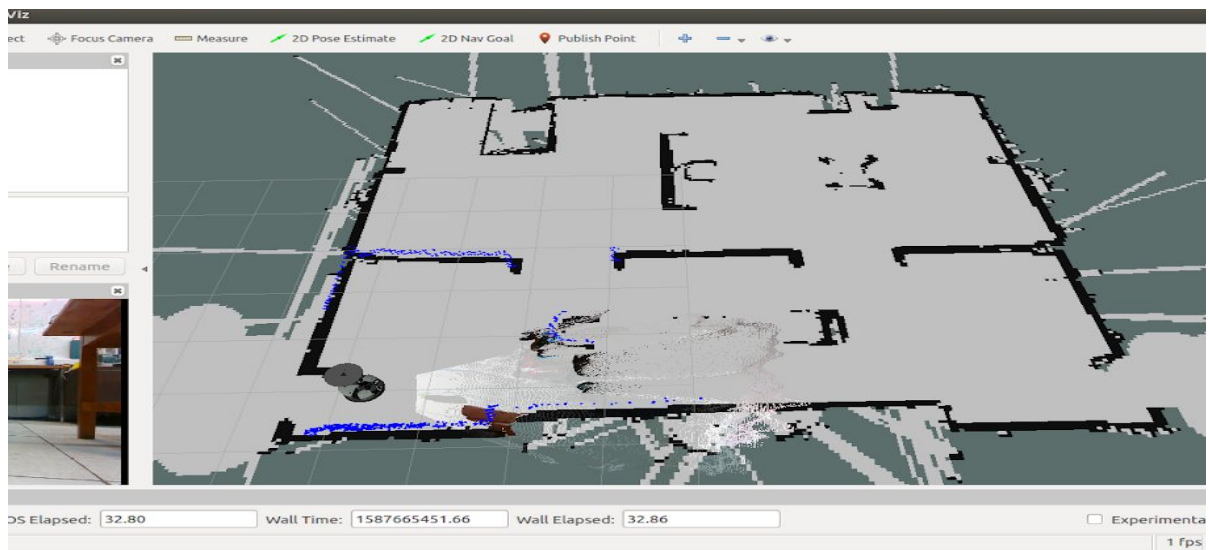 Viz
ect Focus Camera Measure 2D Pose Estimate 2D Nav Goal Publish Point
Rename
OS Elapsed: 32.80 Wall Time: 1587665451.66 Wall Elapsed: 32.86 Experimenta
1 fps